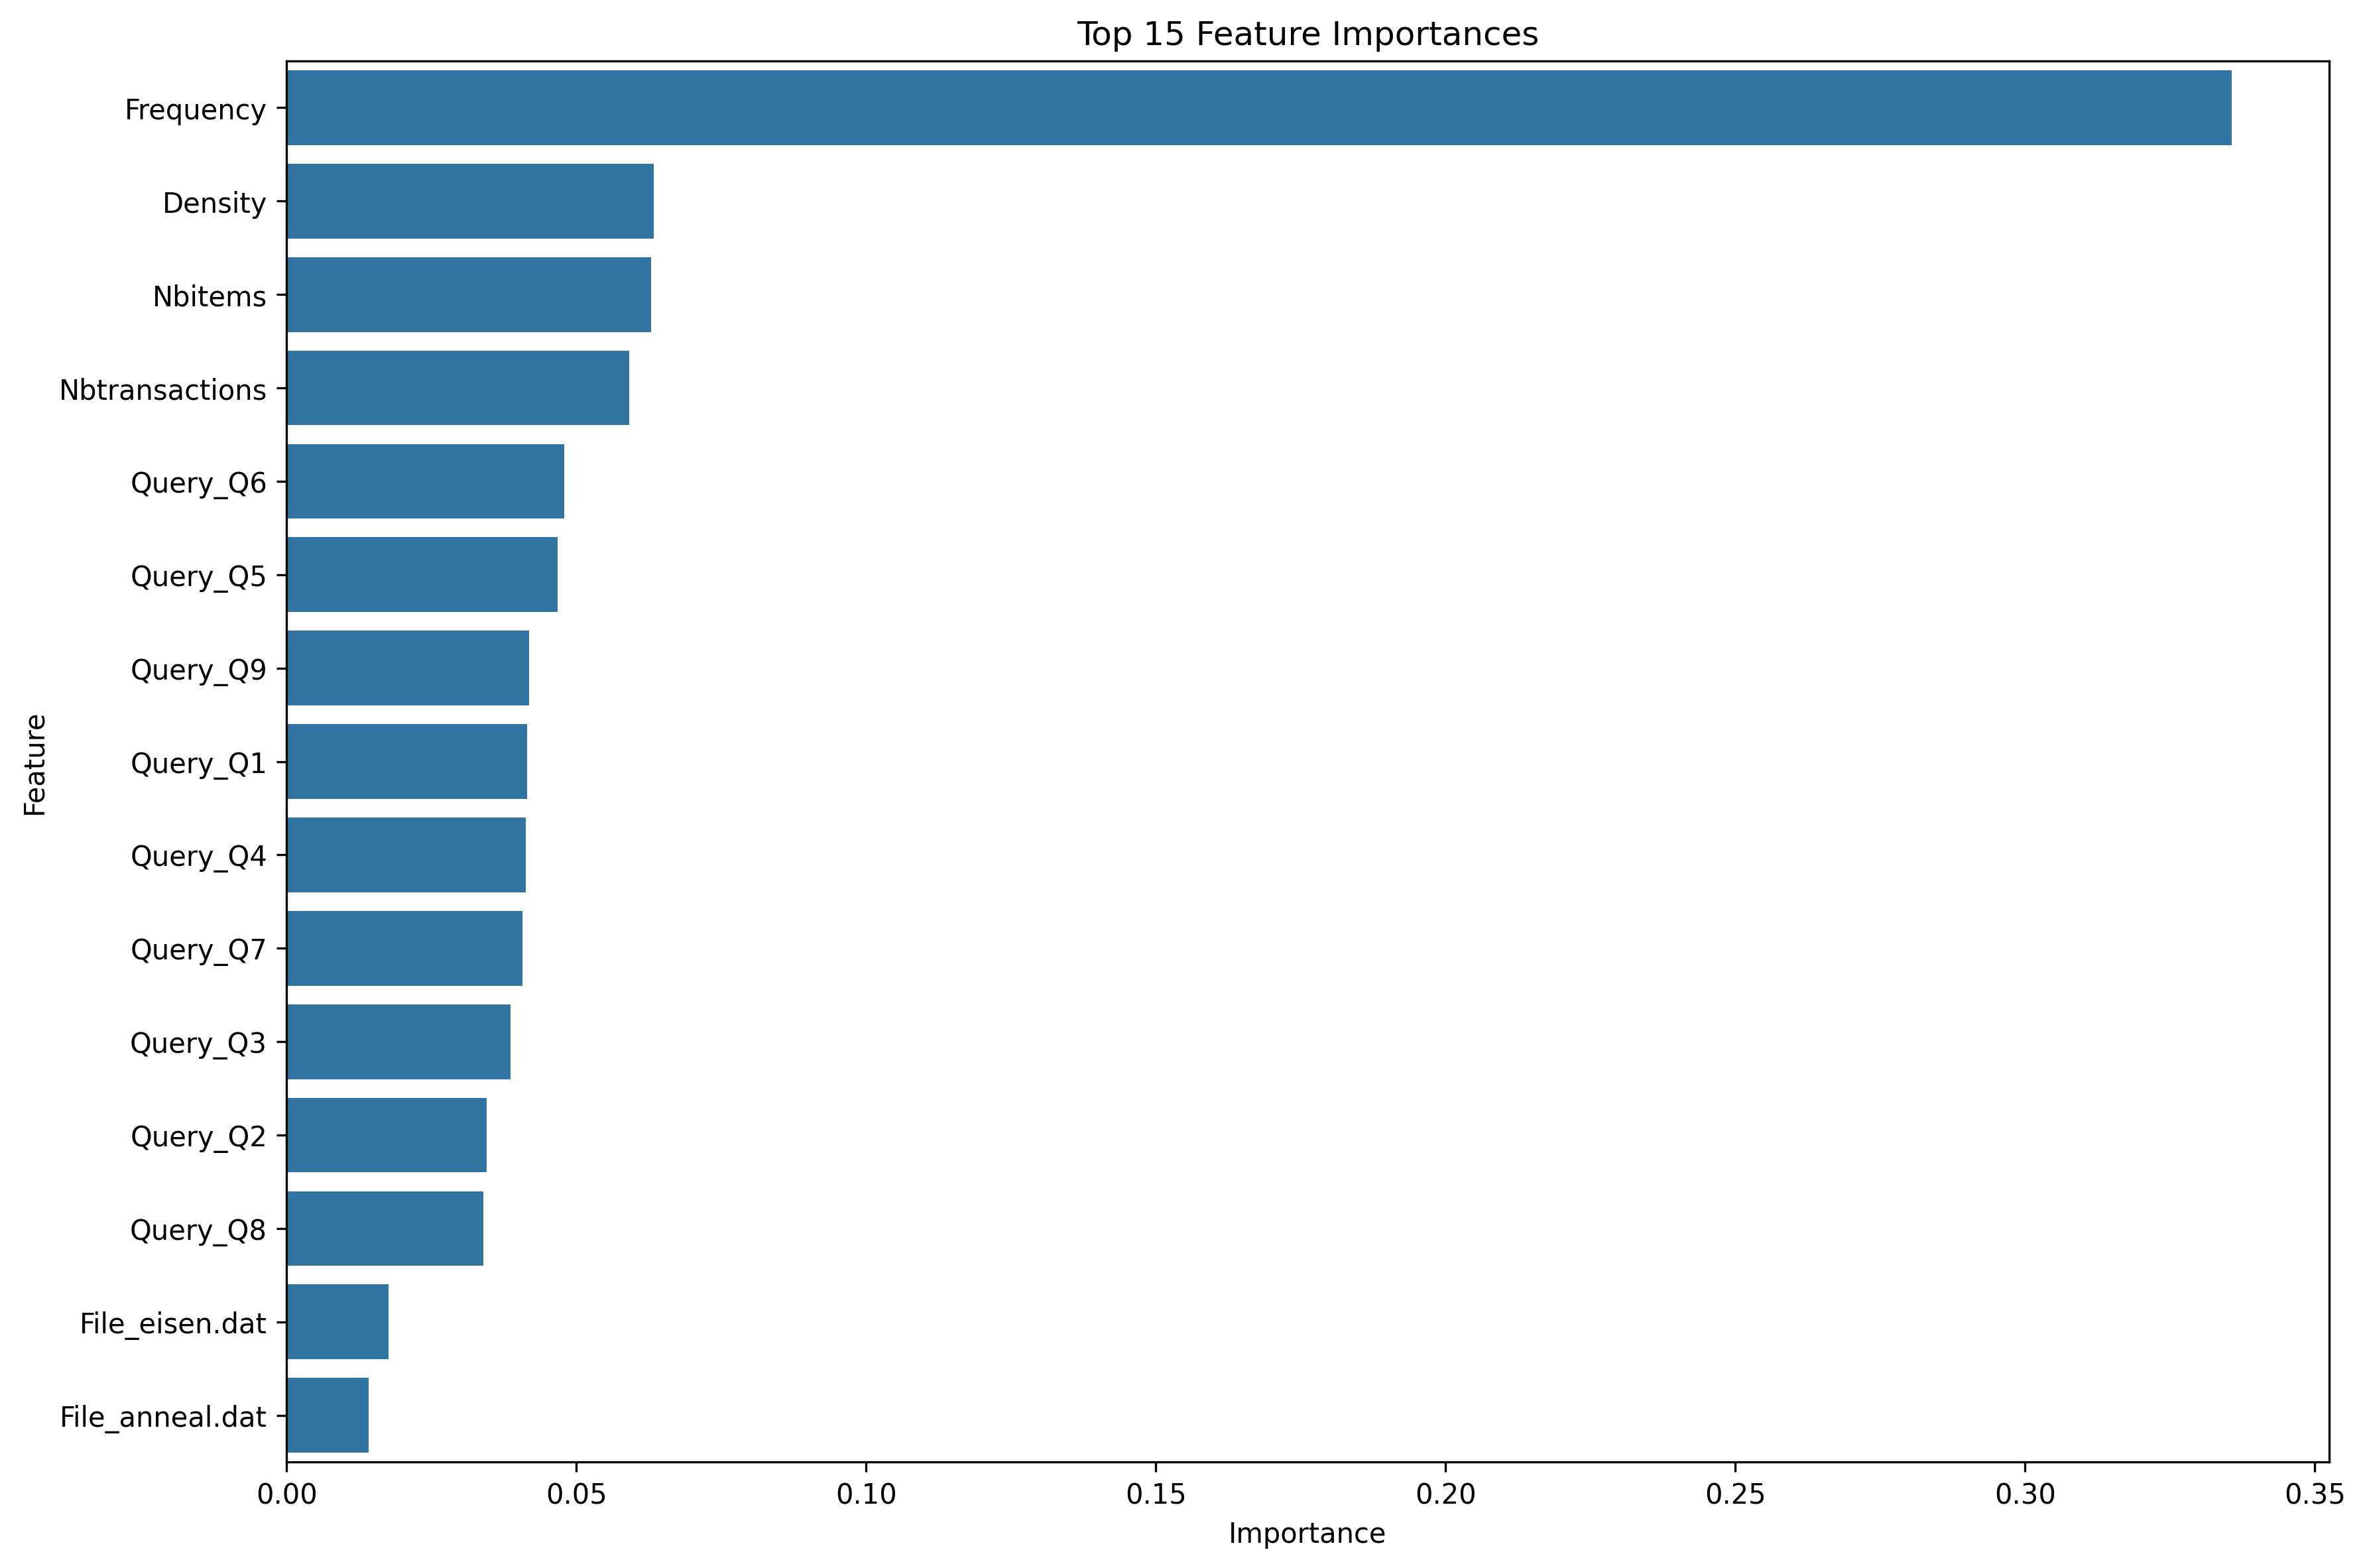 Top 15 Feature Importances
Frequency
Density
Nbitems
Nbtransactions
Query_Q6
Query_Q5
Query_Q9
Query_Q1
Query_Q4
Query_Q7
Query_Q3
Query_Q2
Query_Q8
File_eisen.dat
File_anneal.dat
Feature
0.00 0.05 0.10 0.15 0.20 0.25 0.30 0.35
Importance